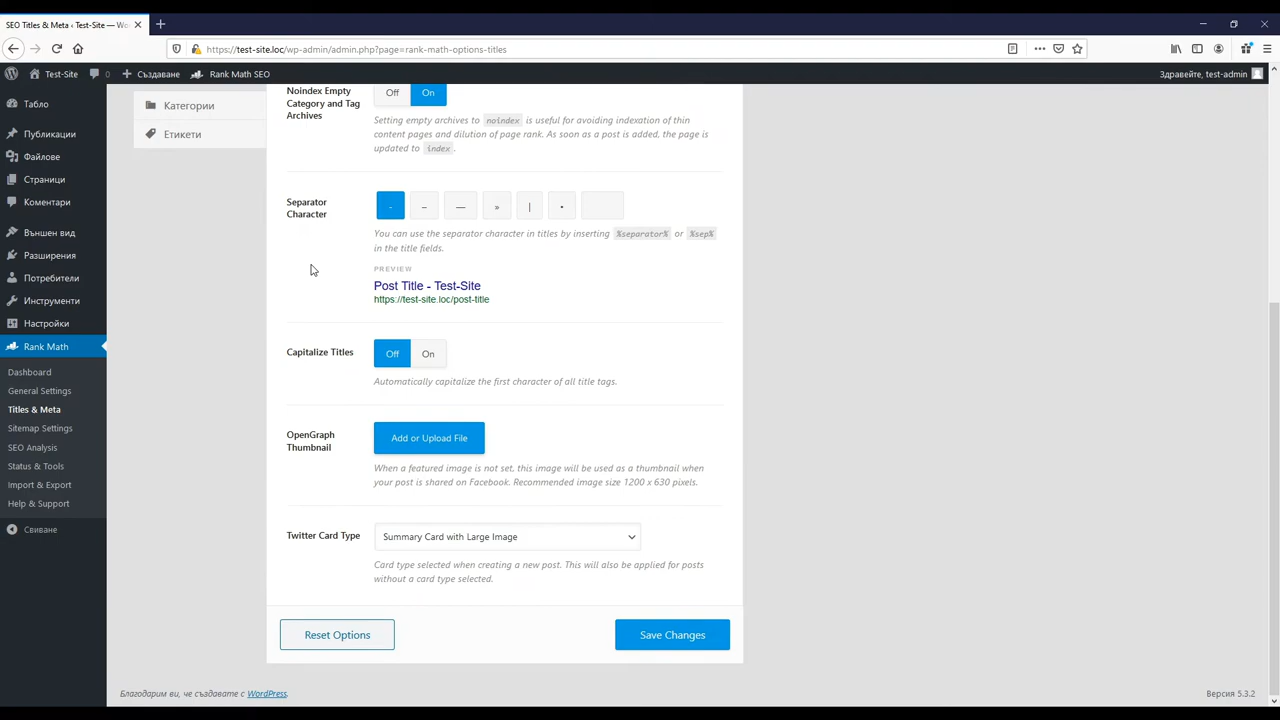 SEO Titles & Meta ‹ Test-Site — Wo
https://test-site.loc/wp-admin/admin.php?page=rank-math-options-titles
Test-Site
0
Създаване
Rank Math SEO
Здравейте, test-admin
Табло
Публикации
Файлове
Страници
Коментари
Външен вид
Разширения
Потребители
Инструменти
Настройки
Rank Math
Dashboard
General Settings
Titles & Meta
Sitemap Settings
SEO Analysis
Status & Tools
Import & Export
Help & Support
Свиване
Категории
Етикети
Noindex Empty
Category and Tag
Archives
Off
On
Setting empty archives to noindex is useful for avoiding indexation of thin
content pages and dilution of page rank. As soon as a post is added, the page is
updated to index.
Separator
Character
- – — » | •
You can use the separator character in titles by inserting %separator% or %sep%
in the title fields.
PREVIEW
Post Title - Test-Site
https://test-site.loc/post-title
Capitalize Titles
Off
On
Automatically capitalize the first character of all title tags.
OpenGraph
Thumbnail
Add or Upload File
When a featured image is not set, this image will be used as a thumbnail when
your post is shared on Facebook. Recommended image size 1200 x 630 pixels.
Twitter Card Type
Summary Card with Large Image
Card type selected when creating a new post. This will also be applied for posts
without a card type selected.
Reset Options
Save Changes
Благодарим ви, че създавате с WordPress.
Версия 5.3.2